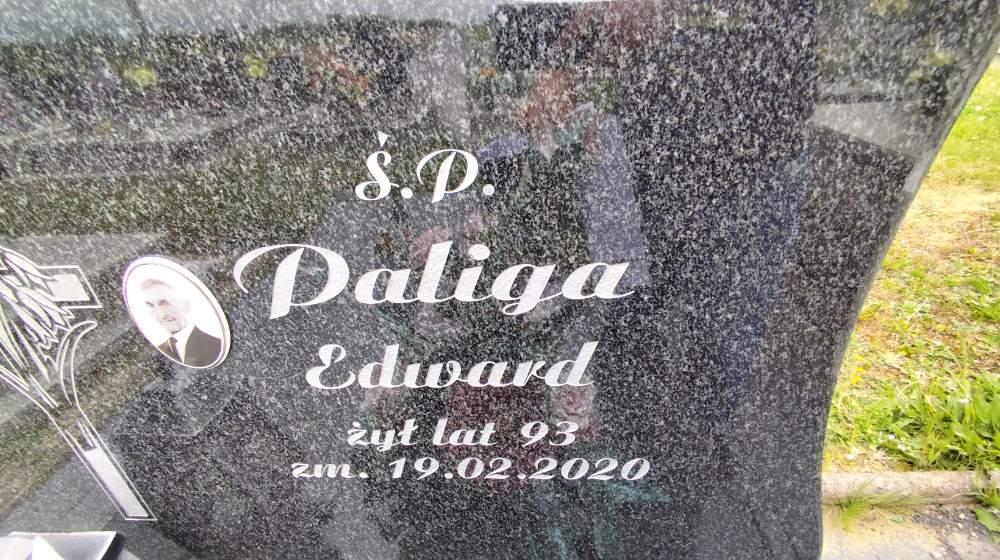 Ś.P.
Paliga
Edward
żył lat 93
zm. 19.02.2020